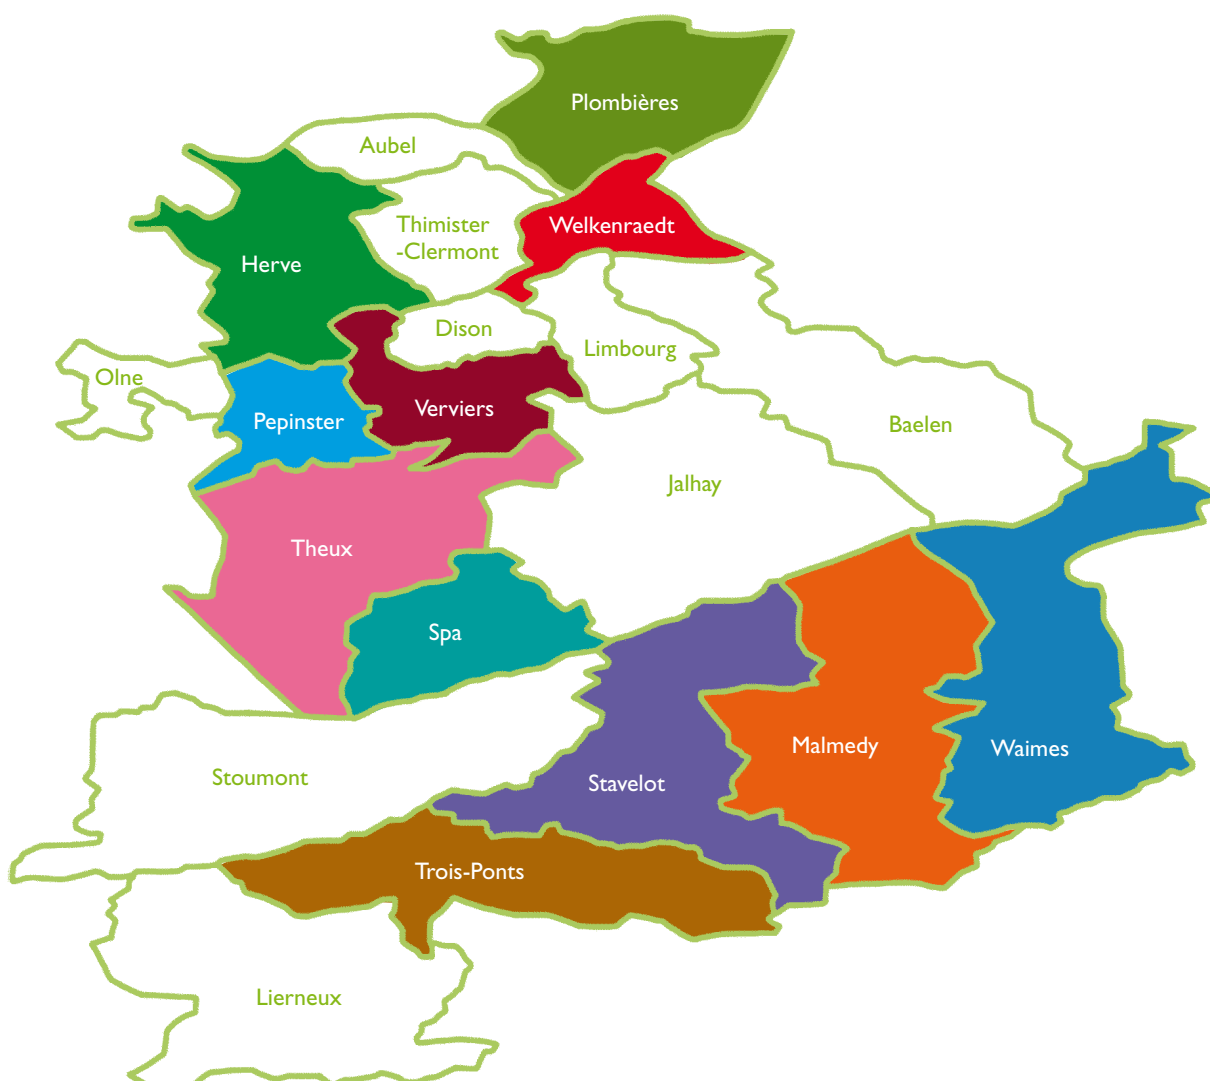 Plombières
Aubel
Thimister
-Clermont
Welkenraedt
Herve
Dison
Limbourg
Olne
Pepinster
Verviers
Baelen
Jalhay
Theux
Spa
Malmedy
Waimes
Stoumont
Stavelot
Trois-Ponts
Lierneux